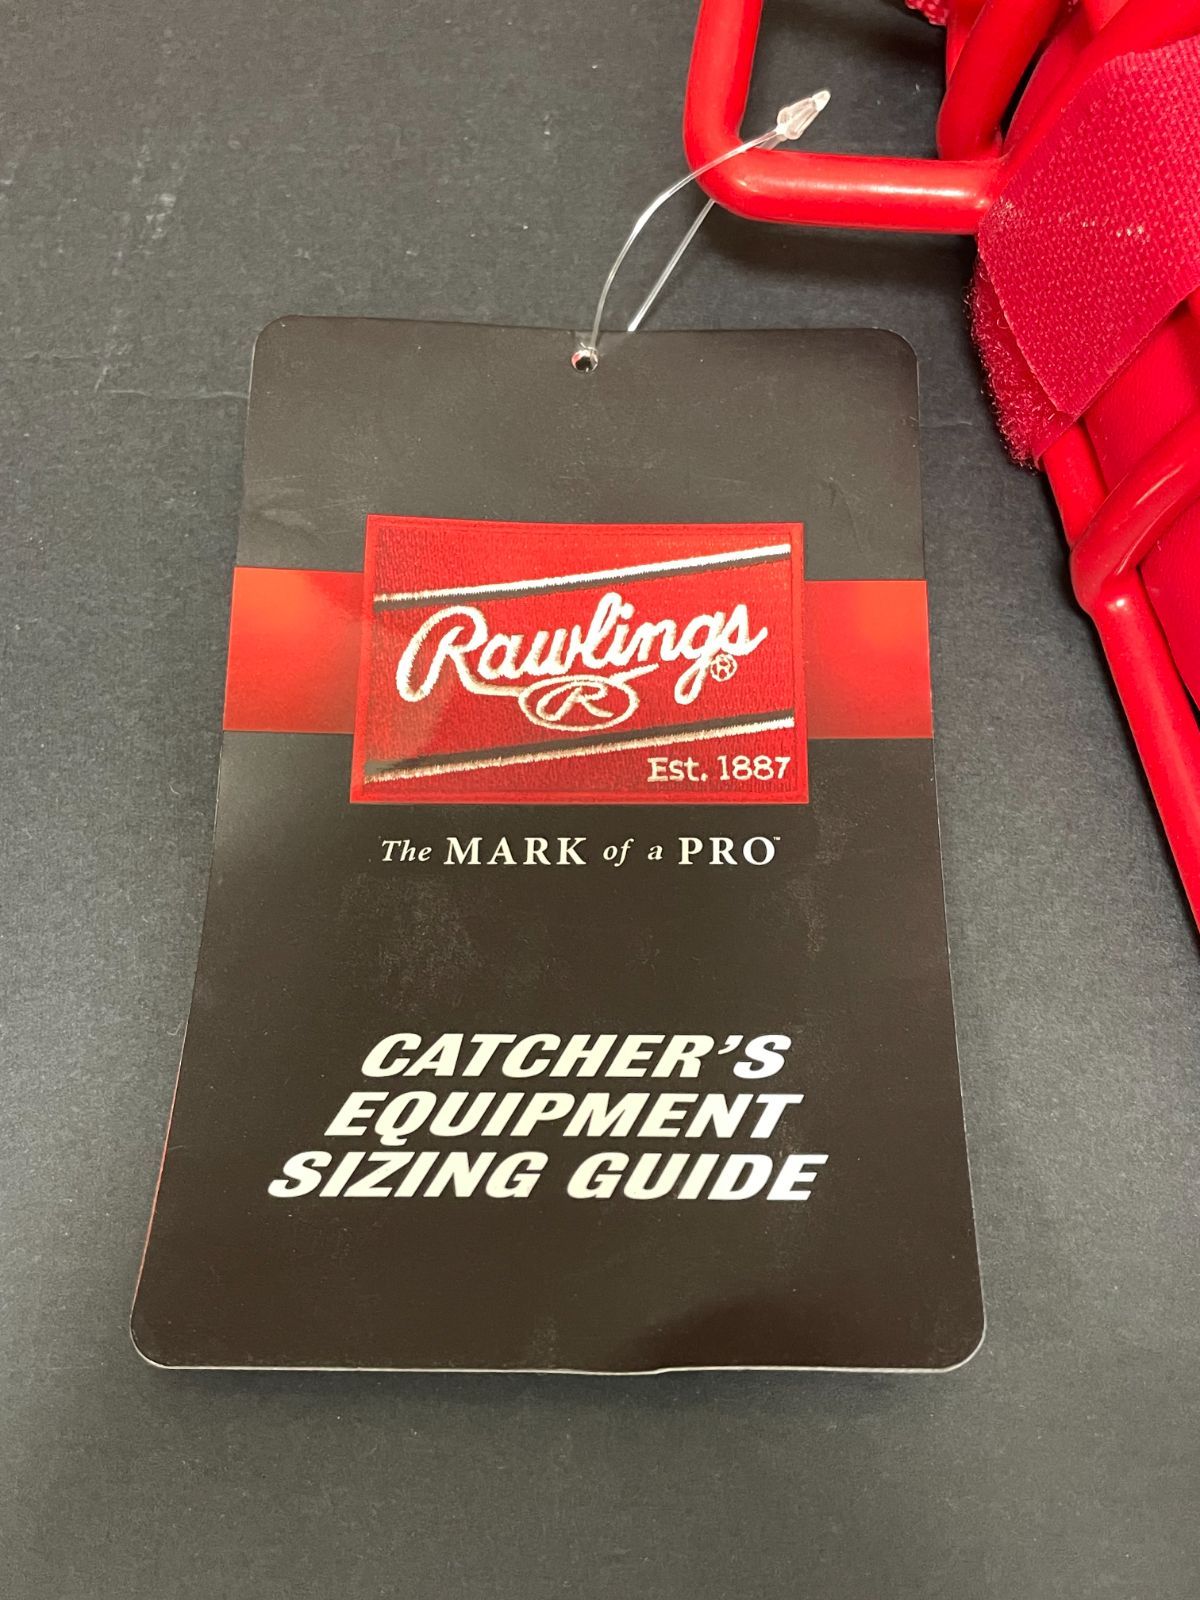 Rawlings®
R
Est. 1887
The MARK of a PRO™
CATCHER'S
EQUIPMENT
SIZING GUIDE